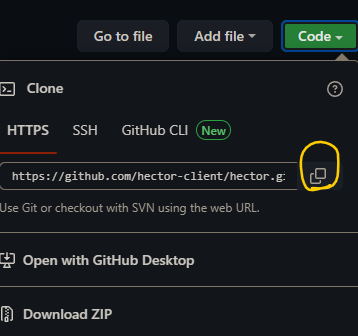 Go to file Add file Code
Clone
HTTPS SSH GitHub CLI New
https://github.com/hector-client/hector.gi
Use Git or checkout with SVN using the web URL.
Open with GitHub Desktop
Download ZIP